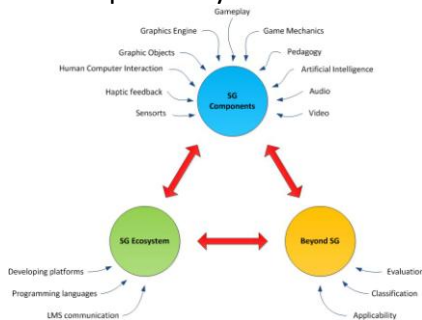 Gameplay
Graphics Engine
Game Mechanics
Graphic Objects
Pedagogy
Human Computer Interaction
Artificial Intelligence
Haptic feedback
Audio
Sensorts
Video
SG
Components
SG Ecosystem
Beyond SG
Developing platforms
Programming languages
LMS communication
Evaluation
Classification
Applicability